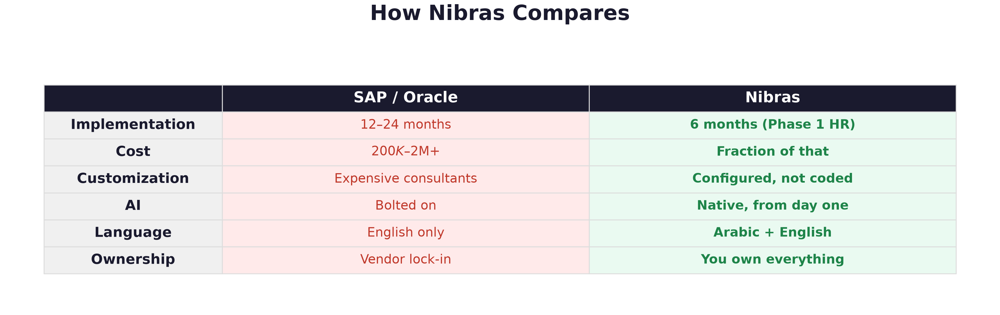 How Nibras Compares
SAP / Oracle Nibras
Implementation 12–24 months 6 months (Phase 1 HR)
Cost 200K–2M+ Fraction of that
Customization Expensive consultants Configured, not coded
AI Bolted on Native, from day one
Language English only Arabic + English
Ownership Vendor lock-in You own everything